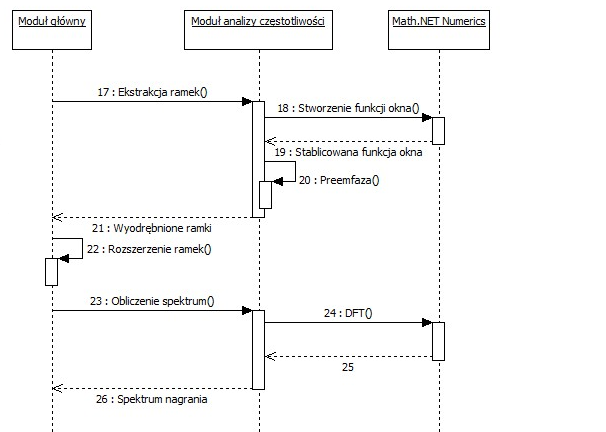 Moduł główny
Moduł analizy częstotliwości
Math.NET Numerics
17 : Ekstrakcja ramek()
18 : Stworzenie funkcji okna()
19 : Stablicowana funkcja okna
20 : Preemfaza()
21 : Wyodrębnione ramki
22 : Rozszerzenie ramek()
23 : Obliczenie spektrum()
24 : DFT()
25
26 : Spektrum nagrania